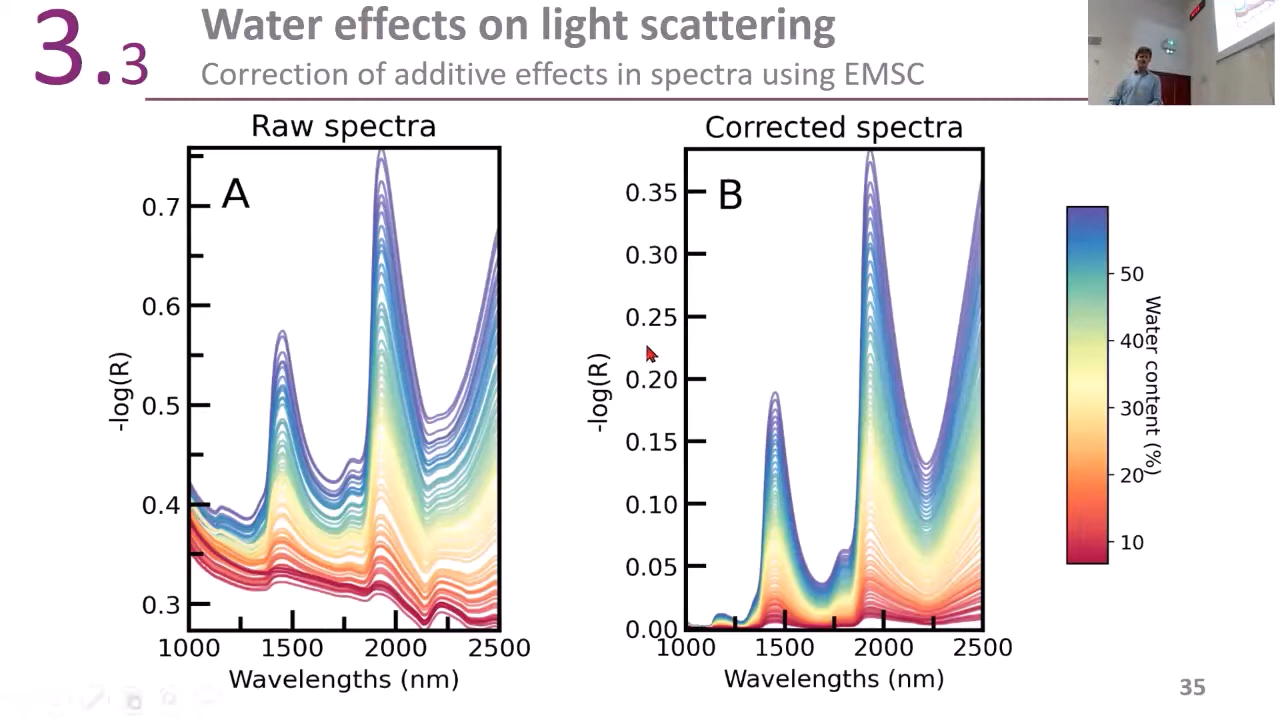 3.3
Water effects on light scattering
Correction of additive effects in spectra using EMSC
Raw spectra
A
-log(R)
0.7
0.6
0.5
0.4
0.3
1000 1500 2000 2500
Wavelengths (nm)
Corrected spectra
B
-log(R)
0.35
0.30
0.25
0.20
0.15
0.10
0.05
0.00
1000 1500 2000 2500
Wavelengths (nm)
50
40
30
20
10
Water content (%)
35